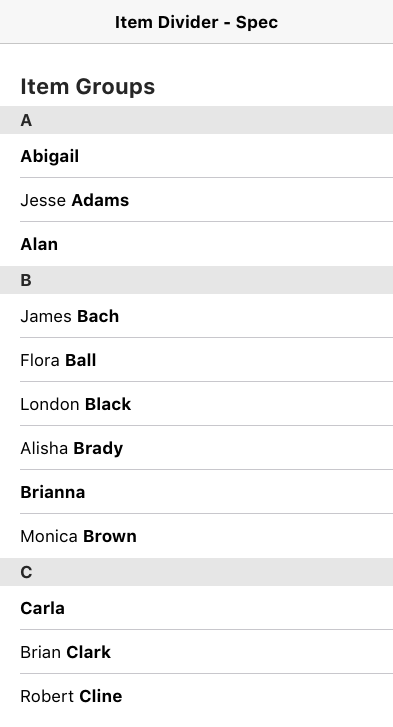 Item Divider - Spec
Item Groups
A
Abigail
Jesse Adams
Alan
B
James Bach
Flora Ball
London Black
Alisha Brady
Brianna
Monica Brown
C
Carla
Brian Clark
Robert Cline